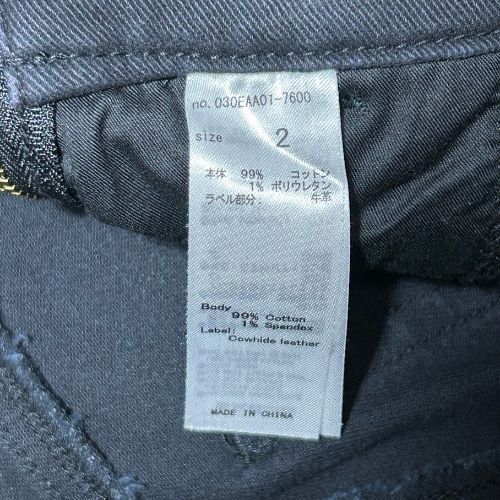 no. 030EAA01-7600
size 2
本体 99% コットン
1% ポリウレタン
ラベル部分: 牛革
Body
99% Cotton
1% Spandex
Label:
Cowhide leather
MADE IN CHINA